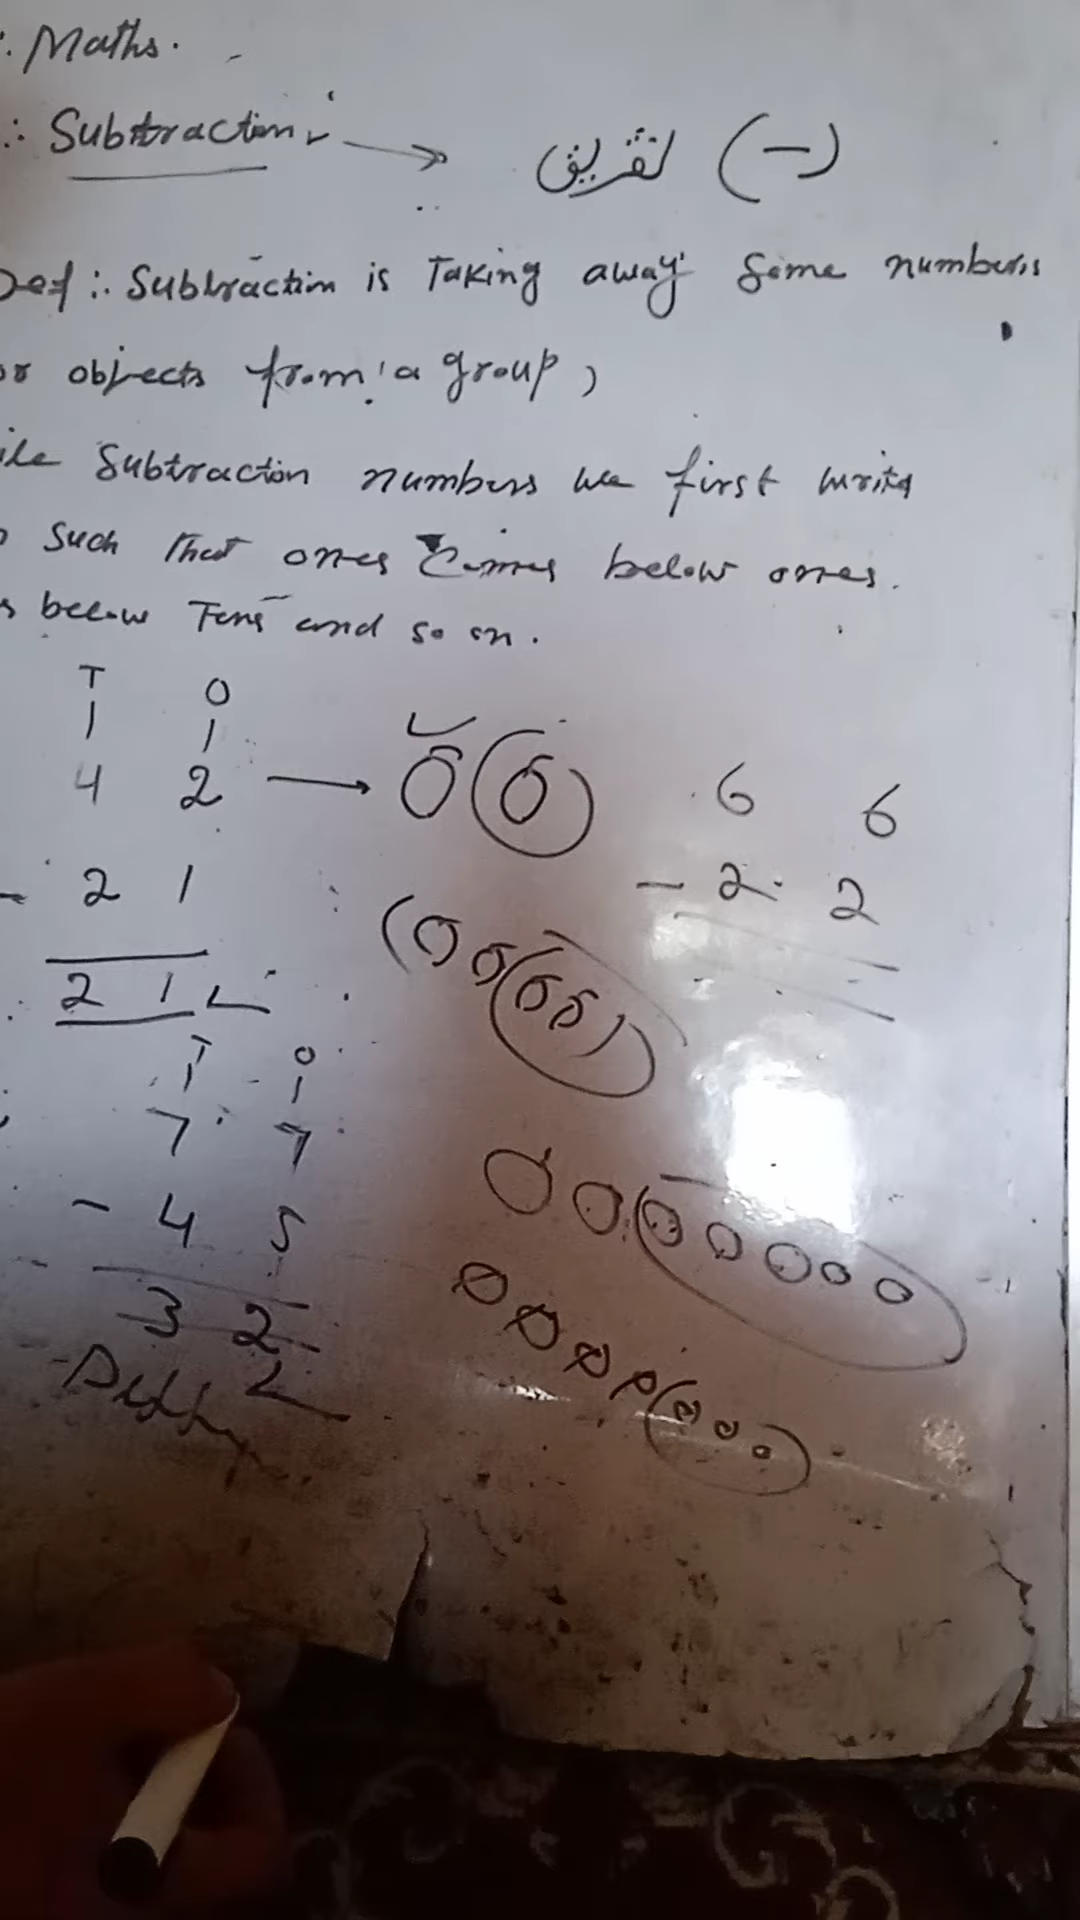 Maths.
Subtraction :→ تفریق (-)
Def :. Subtraction is Taking away some numbers
or objects from a group,
Subtraction numbers we first write
Such that ones comes below ones.
below Tens and so on.
T O
4 2 →
6 6
- 2 1
- 2 2
2 1
T O
7 7
- 4 5
3 2